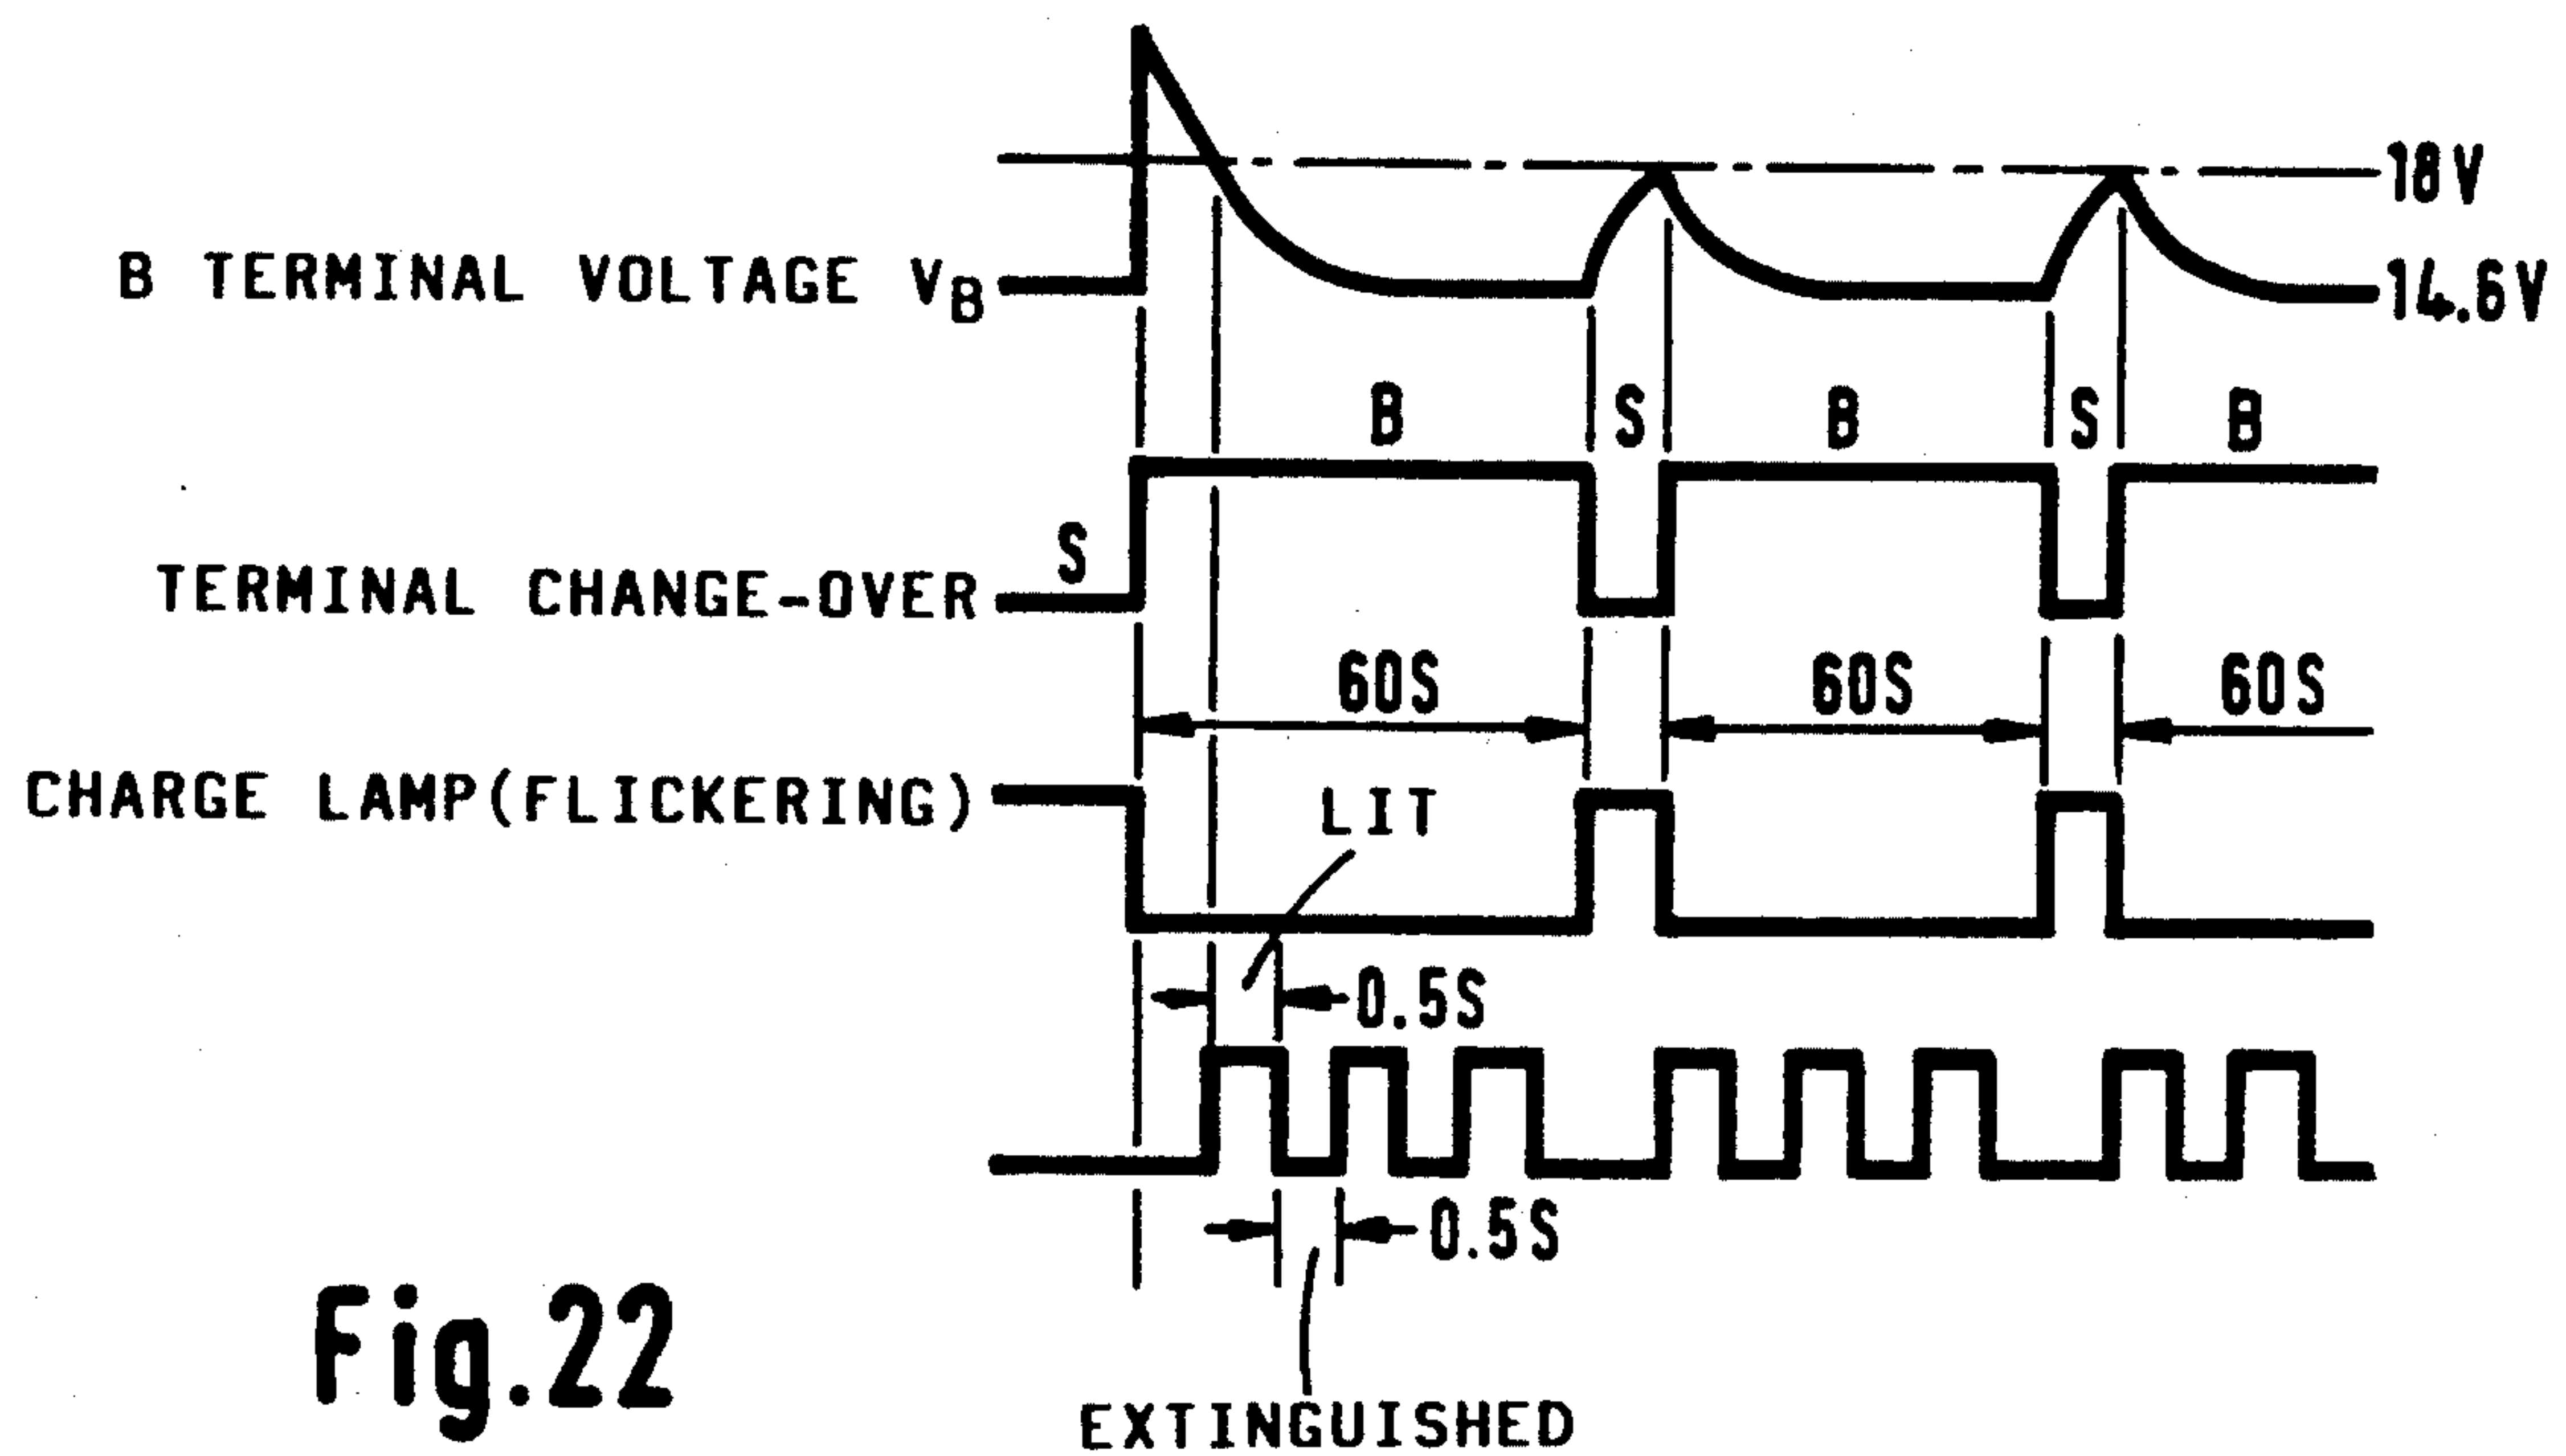 18V
B TERMINAL VOLTAGE VB
14.6V
B S B S B
S
TERMINAL CHANGE-OVER
60S 60S 60S
CHARGE LAMP(FLICKERING)
LIT
0.5S
0.5S
EXTINGUISHED
Fig.22